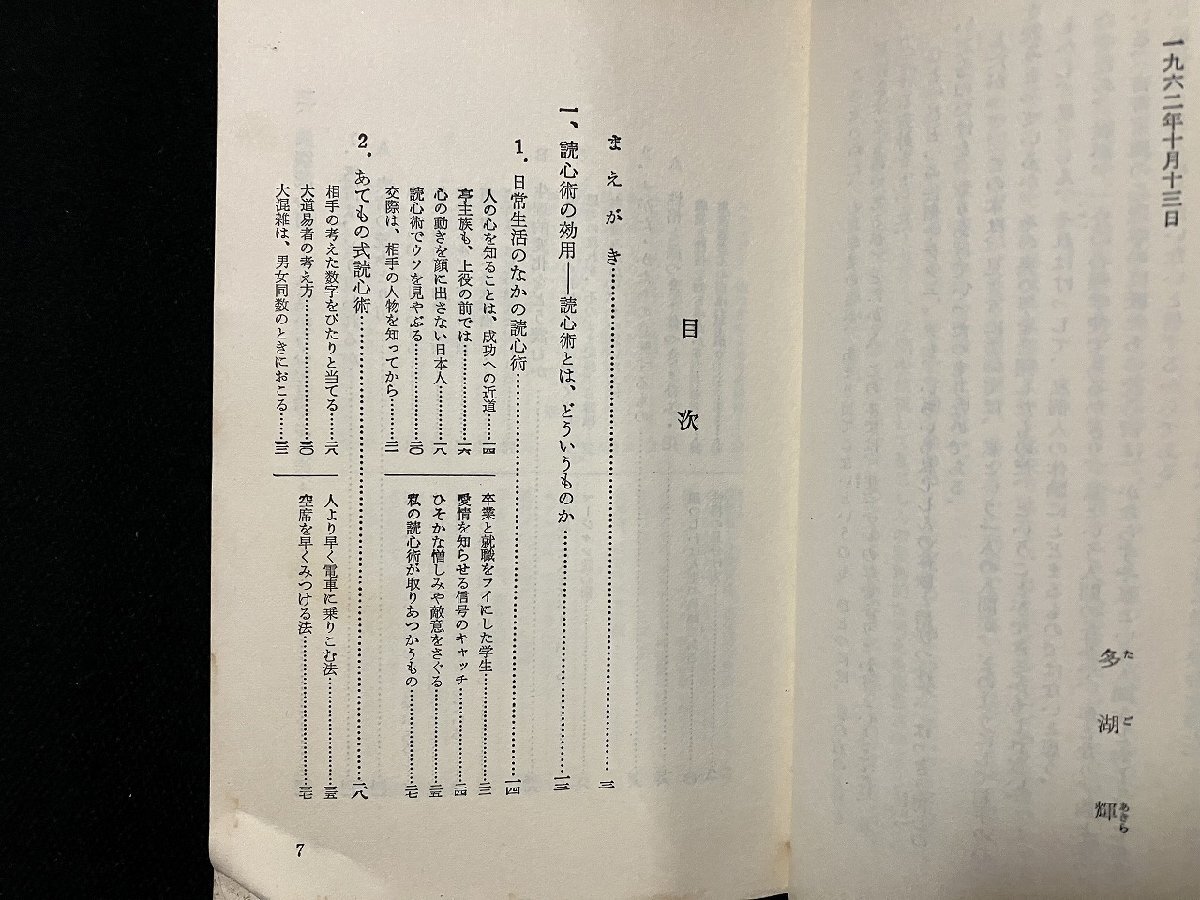 一九六二年十月十三日
多湖輝
たご あきら
目次
まえがき……三
一、読心術の効用――読心術とは、どういうものか……一三
1. 日常生活のなかの読心術……一四
人の心を知ることは、成功への近道……一四
亭主族も、上役の前では……一六
心の動きを顔に出さない日本人……一八
読心術でウソを見やぶる……二〇
交際は、相手の人物を知ってから……二一
卒業と就職をフイにした学生……二三
愛情を知らせる信号のキャッチ……二四
ひそかな憎しみや敵意をさぐる……二五
私の読心術が取りあつかうもの……二七
2. あてもの式読心術……二八
相手の考えた数字をぴたりと当てる……二八
大道易者の考え方……三〇
大混雑は、男女同数のときにおこる……三三
人より早く電車に乗りこむ法……三五
空席を早くみつける法……三七
7